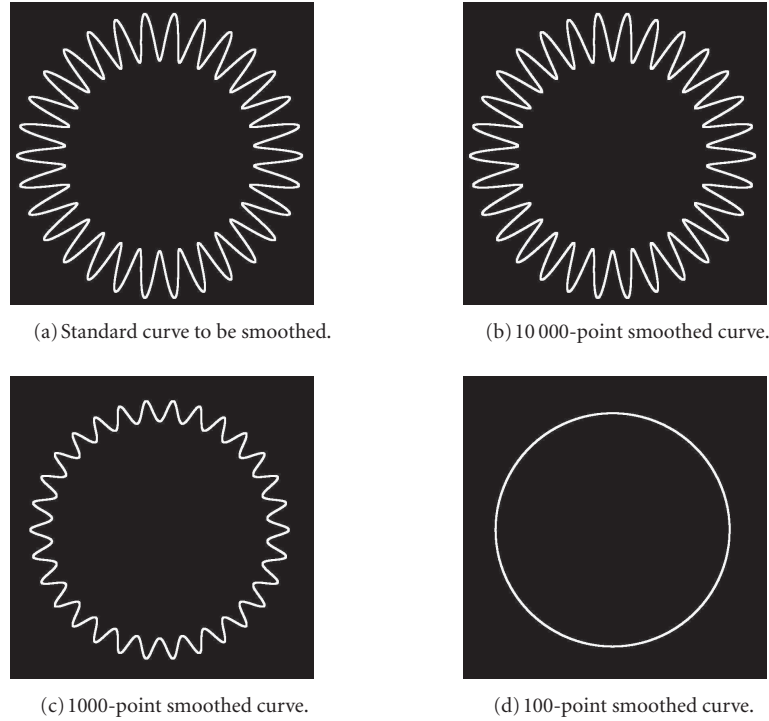 (a) Standard curve to be smoothed.
(b) 10 000-point smoothed curve.
(c) 1000-point smoothed curve.
(d) 100-point smoothed curve.